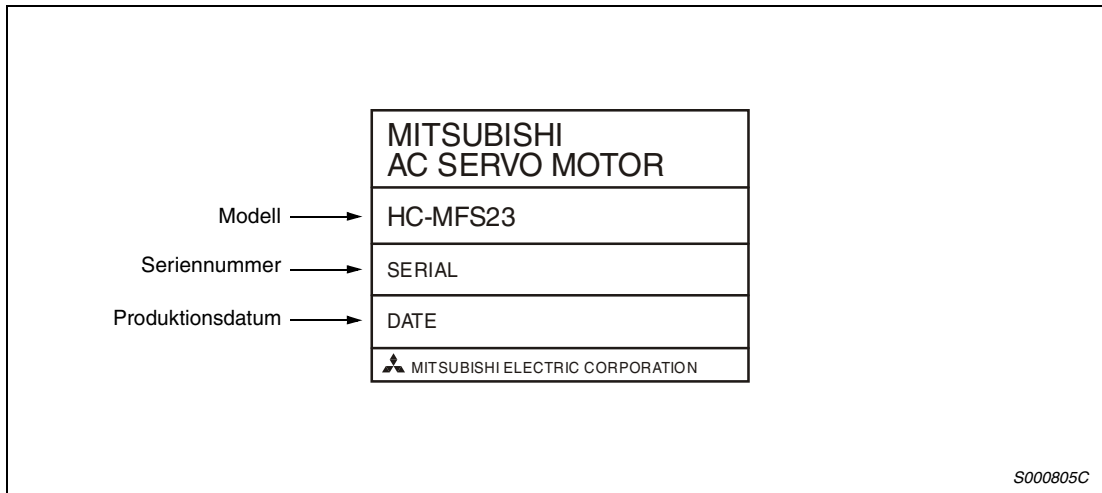 MITSUBISHI
AC SERVO MOTOR
Modell
HC-MFS23
Seriennummer
SERIAL
Produktionsdatum
DATE
MITSUBISHI ELECTRIC CORPORATION
S000805C